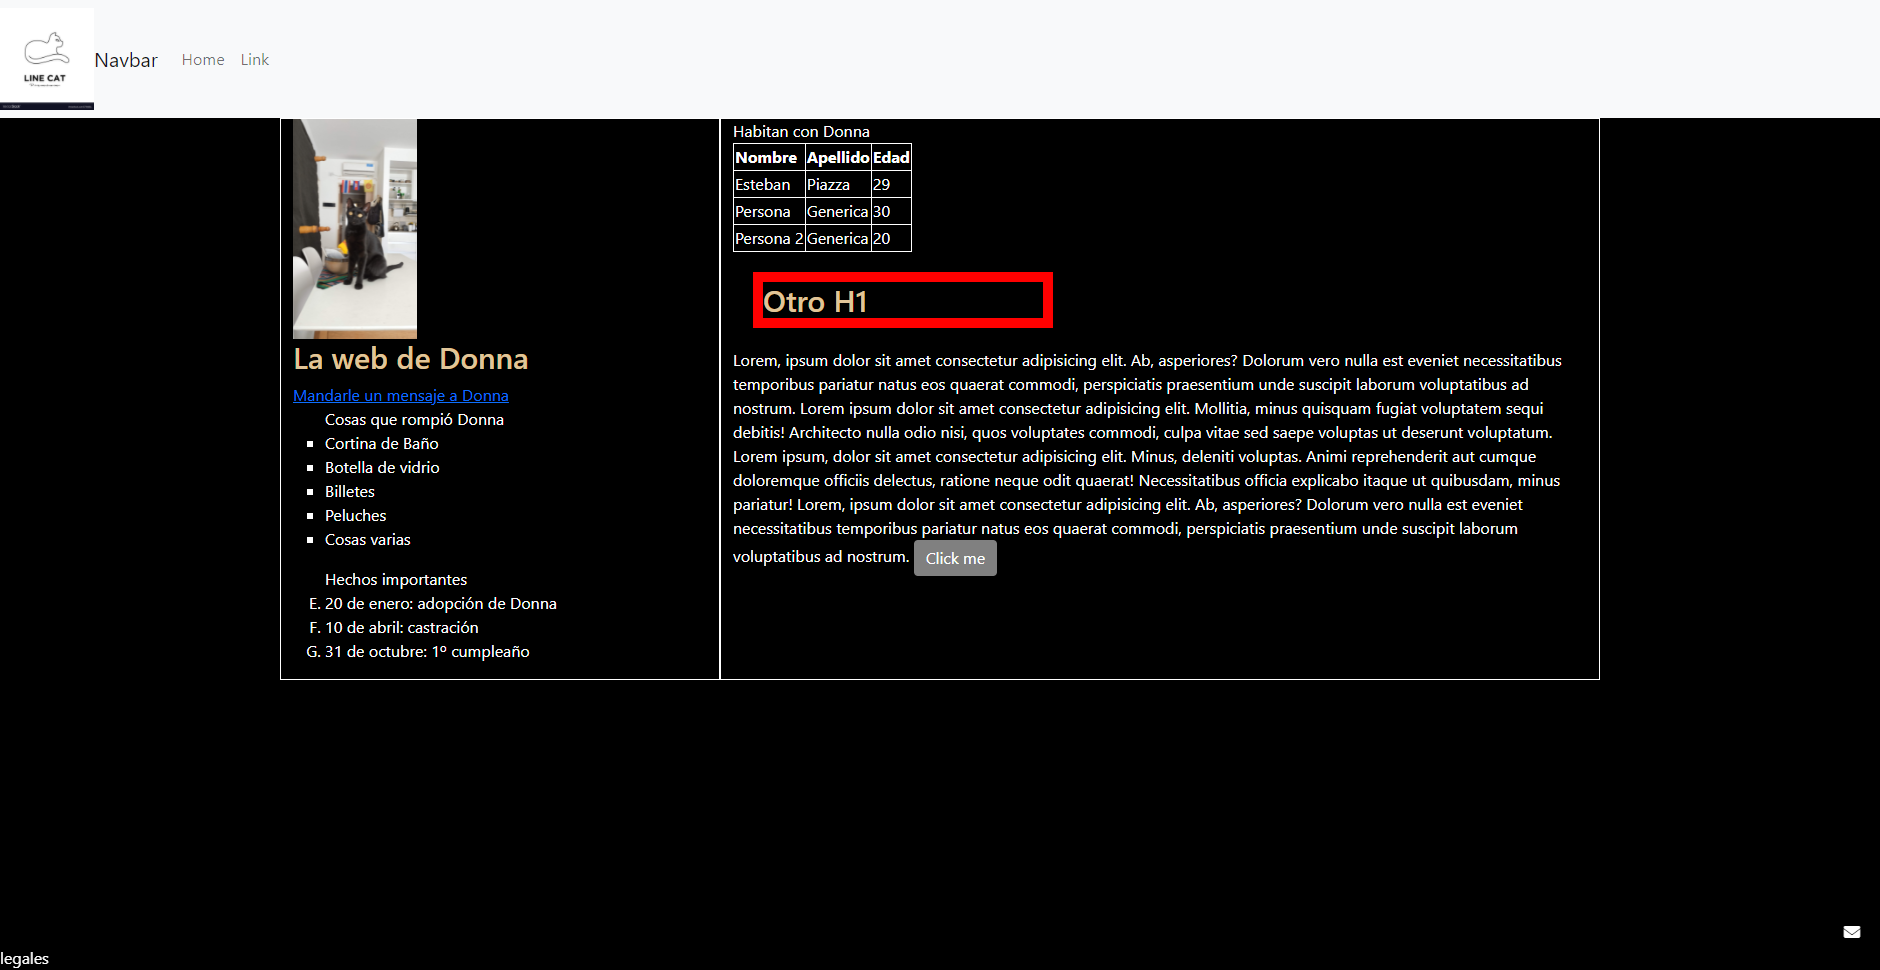 LINE CAT
Navbar Home Link
La web de Donna
Mandarle un mensaje a Donna
Cosas que rompió Donna
Cortina de Baño
Botella de vidrio
Billetes
Peluches
Cosas varias
Hechos importantes
E. 20 de enero: adopción de Donna
F. 10 de abril: castración
G. 31 de octubre: 1º cumpleaño
Habitan con Donna
Nombre Apellido Edad
Esteban Piazza 29
Persona Generica 30
Persona 2 Generica 20
Otro H1
Lorem, ipsum dolor sit amet consectetur adipisicing elit. Ab, asperiores? Dolorum vero nulla est eveniet necessitatibus
temporibus pariatur natus eos quaerat commodi, perspiciatis praesentium unde suscipit laborum voluptatibus ad
nostrum. Lorem ipsum dolor sit amet consectetur adipisicing elit. Mollitia, minus quisquam fugiat voluptatem sequi
debitis! Architecto nulla odio nisi, quos voluptates commodi, culpa vitae sed saepe voluptas ut deserunt voluptatum.
Lorem ipsum, dolor sit amet consectetur adipisicing elit. Minus, deleniti voluptas. Animi reprehenderit aut cumque
doloremque officiis delectus, ratione neque odit quaerat! Necessitatibus officia explicabo itaque ut quibusdam, minus
pariatur! Lorem, ipsum dolor sit amet consectetur adipisicing elit. Ab, asperiores? Dolorum vero nulla est eveniet
necessitatibus temporibus pariatur natus eos quaerat commodi, perspiciatis praesentium unde suscipit laborum
voluptatibus ad nostrum. Click me
legales